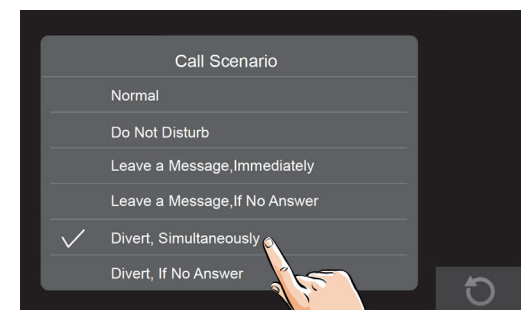 Call Scenario
Normal
Do Not Disturb
Leave a Message,Immediately
Leave a Message,If No Answer
Divert, Simultaneously
Divert, If No Answer